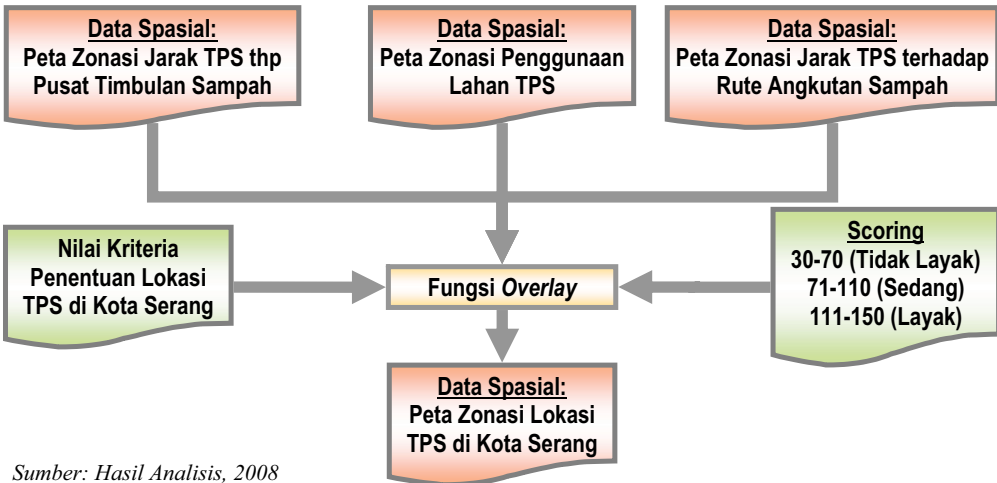 Data Spasial:
Peta Zonasi Jarak TPS thp
Pusat Timbulan Sampah
Data Spasial:
Peta Zonasi Penggunaan
Lahan TPS
Data Spasial:
Peta Zonasi Jarak TPS terhadap
Rute Angkutan Sampah
Nilai Kriteria
Penentuan Lokasi
TPS di Kota Serang
Fungsi Overlay
Scoring
30-70 (Tidak Layak)
71-110 (Sedang)
111-150 (Layak)
Data Spasial:
Peta Zonasi Lokasi
TPS di Kota Serang
Sumber: Hasil Analisis, 2008